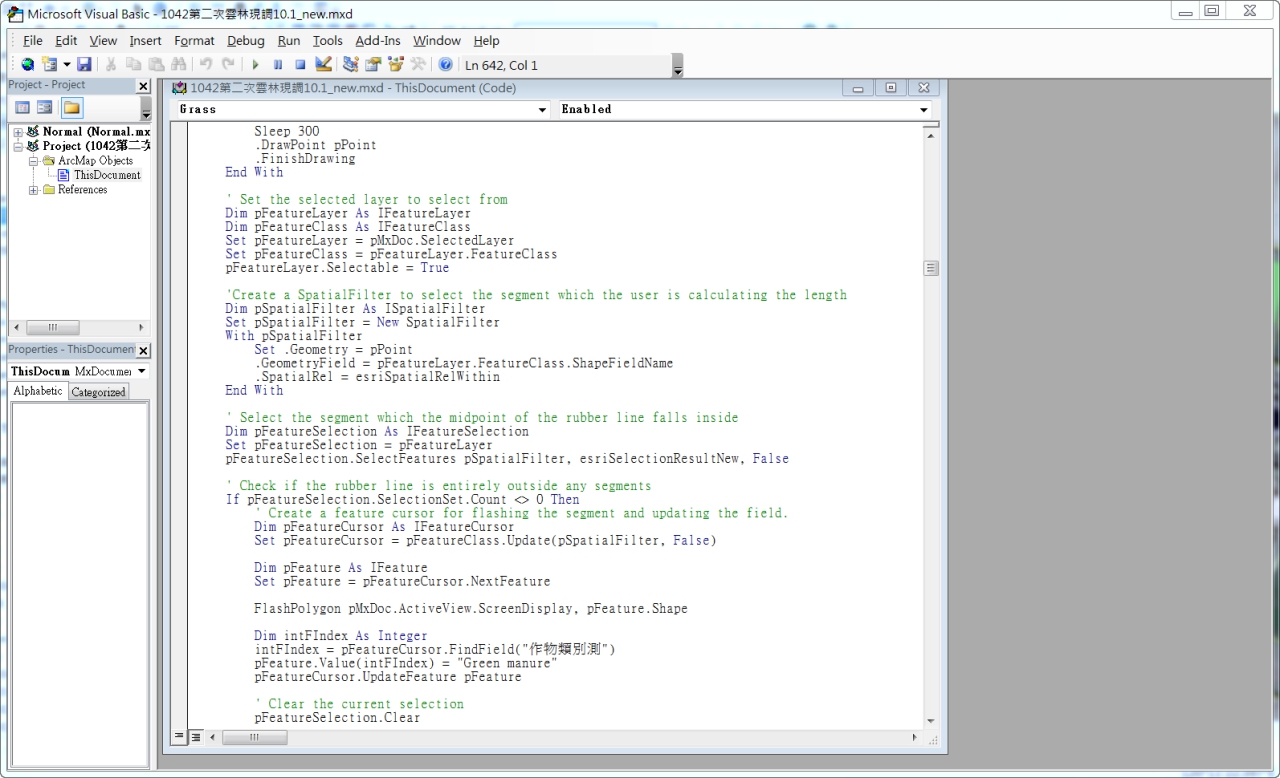 Microsoft Visual Basic - 1042第二次雲林現調10.1_new.mxd
File Edit View Insert Format Debug Run Tools Add-Ins Window Help
Ln 642, Col 1
Project - Project
Normal (Normal.mx
Project (1042第二次
ArcMap Objects
ThisDocument
References
Properties - ThisDocument
ThisDocum MxDocumen
Alphabetic Categorized
1042第二次雲林現調10.1_new.mxd - ThisDocument (Code)
Grass Enabled
Sleep 300
.DrawPoint pPoint
.FinishDrawing
End With
' Set the selected layer to select from
Dim pFeatureLayer As IFeatureLayer
Dim pFeatureClass As IFeatureClass
Set pFeatureLayer = pMxDoc.SelectedLayer
Set pFeatureClass = pFeatureLayer.FeatureClass
pFeatureLayer.Selectable = True
'Create a SpatialFilter to select the segment which the user is calculating the length
Dim pSpatialFilter As ISpatialFilter
Set pSpatialFilter = New SpatialFilter
With pSpatialFilter
Set .Geometry = pPoint
.GeometryField = pFeatureLayer.FeatureClass.ShapeFieldName
.SpatialRel = esriSpatialRelWithin
End With
' Select the segment which the midpoint of the rubber line falls inside
Dim pFeatureSelection As IFeatureSelection
Set pFeatureSelection = pFeatureLayer
pFeatureSelection.SelectFeatures pSpatialFilter, esriSelectionResultNew, False
' Check if the rubber line is entirely outside any segments
If pFeatureSelection.SelectionSet.Count <> 0 Then
' Create a feature cursor for flashing the segment and updating the field.
Dim pFeatureCursor As IFeatureCursor
Set pFeatureCursor = pFeatureClass.Update(pSpatialFilter, False)
Dim pFeature As IFeature
Set pFeature = pFeatureCursor.NextFeature
FlashPolygon pMxDoc.ActiveView.ScreenDisplay, pFeature.Shape
Dim intFIndex As Integer
intFIndex = pFeatureCursor.FindField("作物類別測")
pFeature.Value(intFIndex) = "Green manure"
pFeatureCursor.UpdateFeature pFeature
' Clear the current selection
pFeatureSelection.Clear